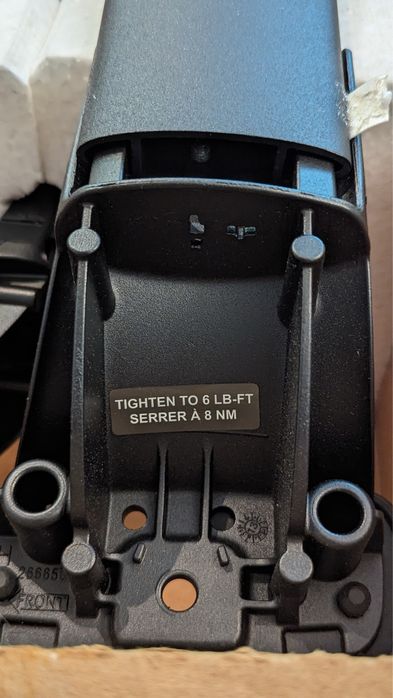 TIGHTEN TO 6 LB-FT
SERRER À 8 NM
FRONT